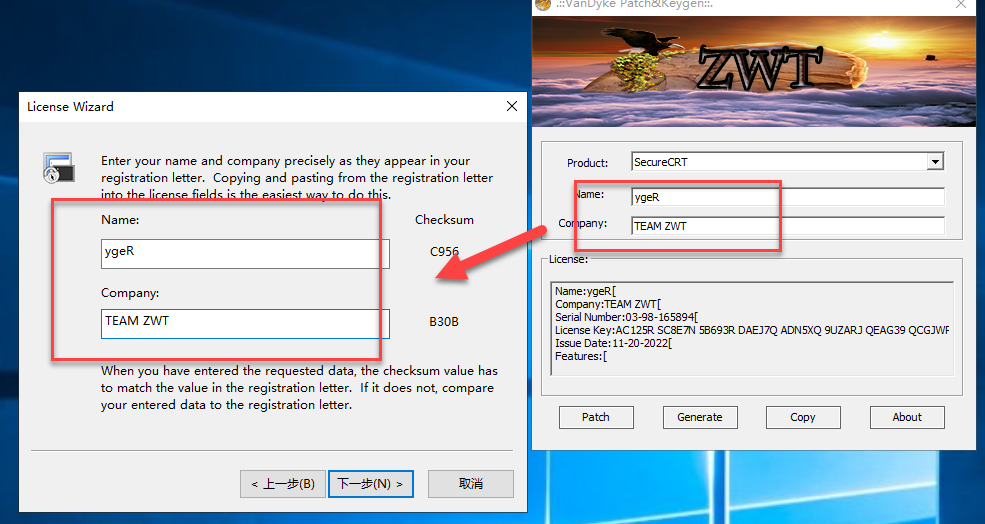 .::VanDyke Patch&Keygen::.
ZWT
License Wizard
Enter your name and company precisely as they appear in your
registration letter. Copying and pasting from the registration letter
into the license fields is the easiest way to do this.
Name:
Checksum
ygeR
C956
Company:
TEAM ZWT
B30B
When you have entered the requested data, the checksum value has
to match the value in the registration letter. If it does not, compare
your entered data to the registration letter.
< 上一步(B)
下一步(N) >
取消
Product:
SecureCRT
Name:
ygeR
Company:
TEAM ZWT
License:
Name:ygeR[
Company:TEAM ZWT[
Serial Number:03-98-165894[
License Key:AC125R SC8E7N 5B693R DAEJ7Q ADN5XQ 9UZARJ QEAG39 QCGJWF
Issue Date:11-20-2022[
Features:[
Patch
Generate
Copy
About